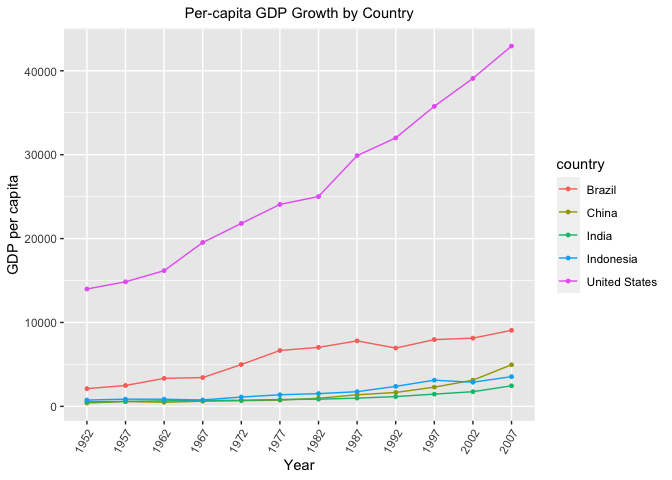 Per-capita GDP Growth by Country
GDP per capita
40000
30000
20000
10000
0
1952
1957
1962
1967
1972
1977
1982
1987
1992
1997
2002
2007
Year
country
Brazil
China
India
Indonesia
United States